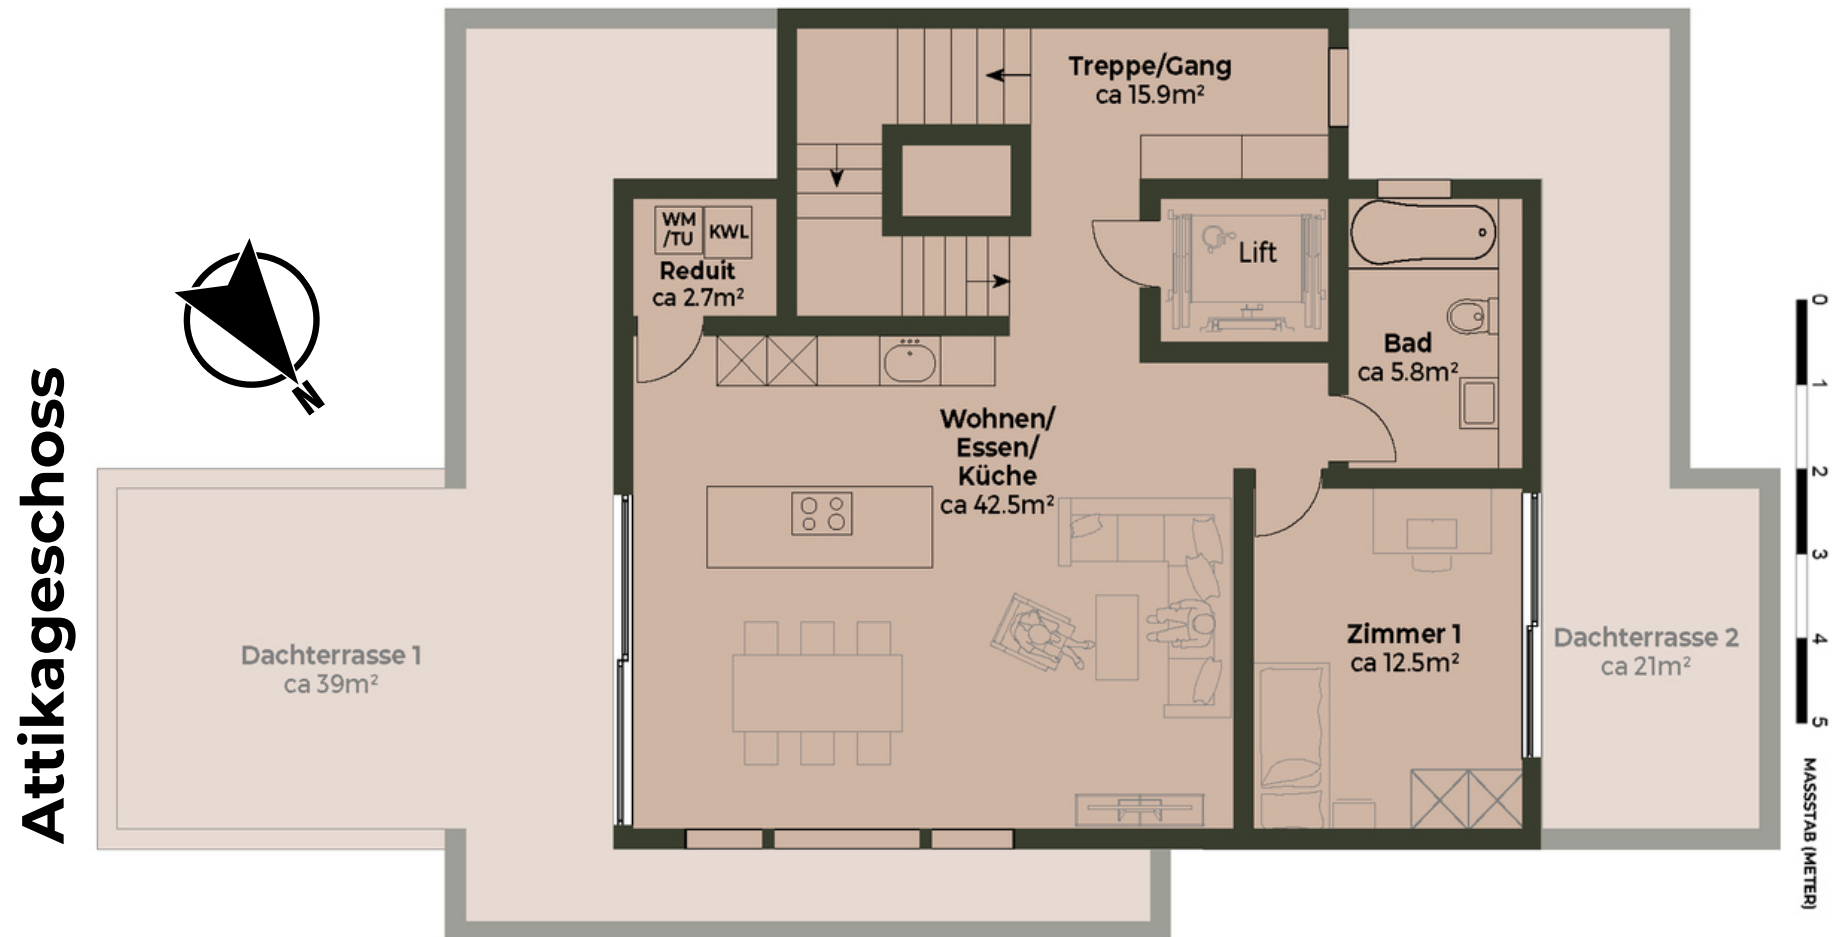 Attikageschoss
N
Treppe/Gang
ca 15.9m²
WM
/TU
KWL
Reduit
ca 2.7m²
Lift
Bad
ca 5.8m²
Wohnen/
Essen/
Küche
ca 42.5m²
Zimmer 1
ca 12.5m²
Dachterrasse 1
ca 39m²
Dachterrasse 2
ca 21m²
0
1
2
3
4
5
MASSSTAB (METER)